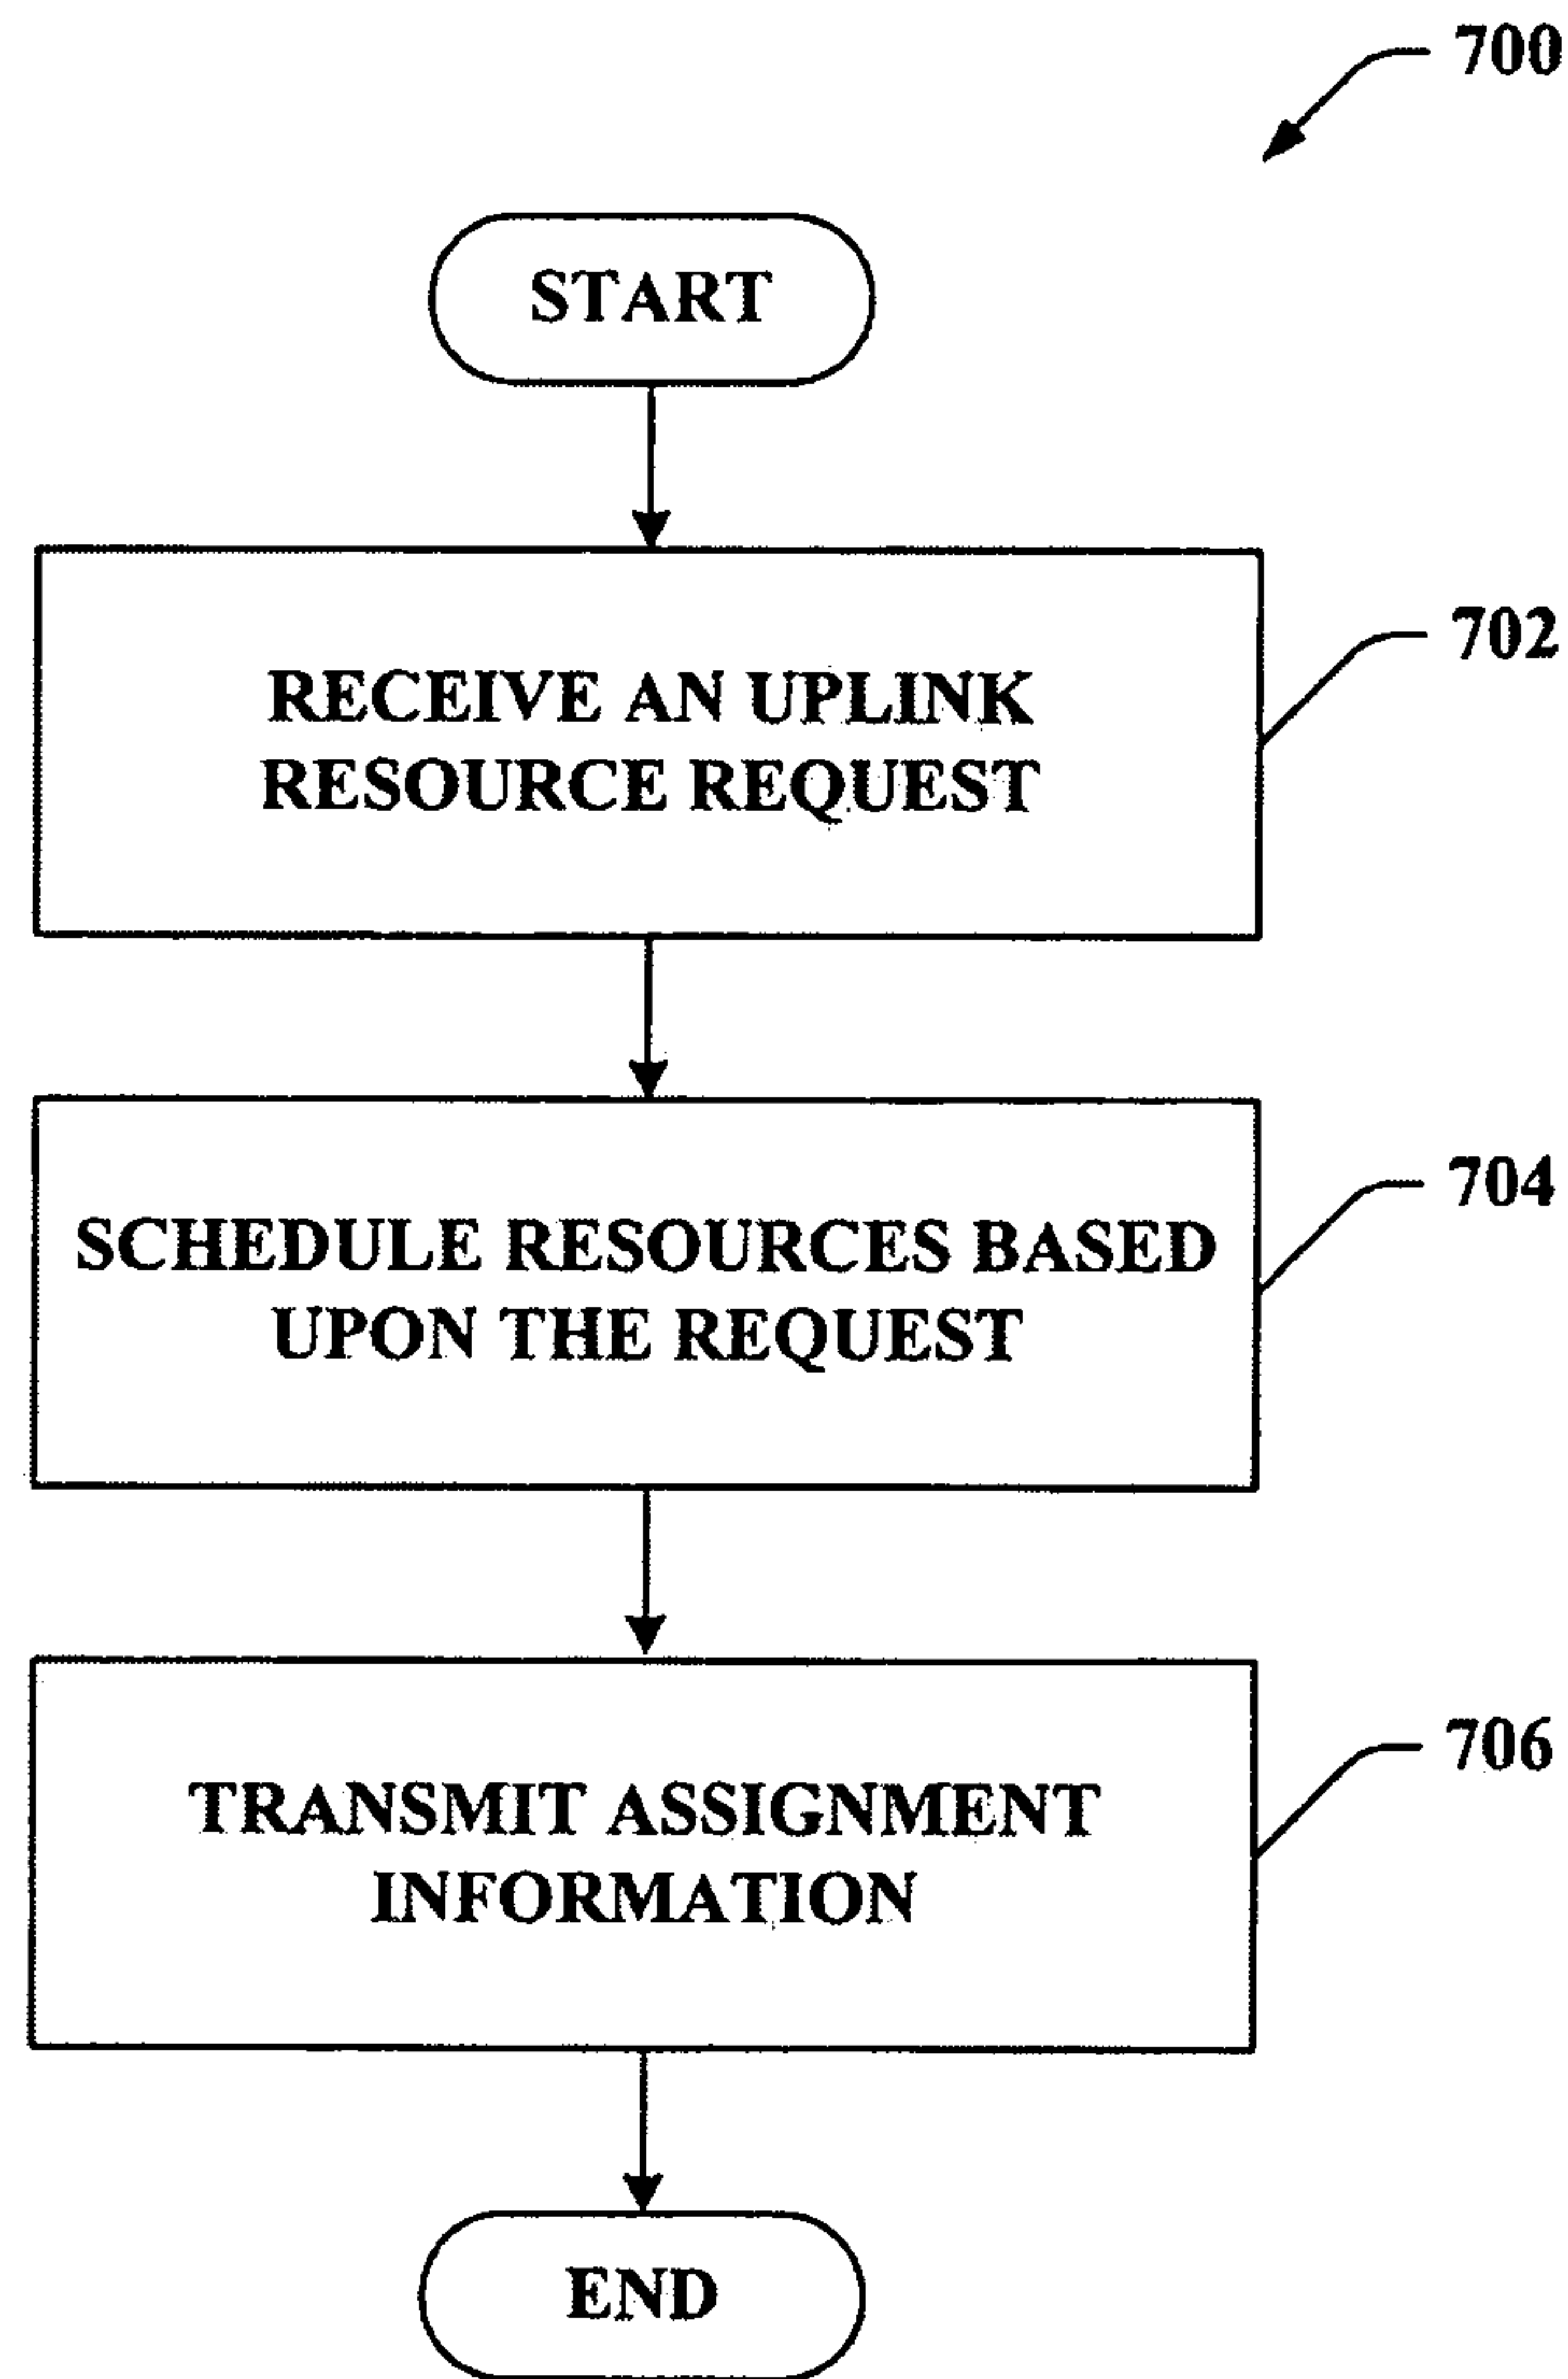 700
START
RECEIVE AN UPLINK
RESOURCE REQUEST
702
SCHEDULE RESOURCES BASED
UPON THE REQUEST
704
TRANSMIT ASSIGNMENT
INFORMATION
706
END